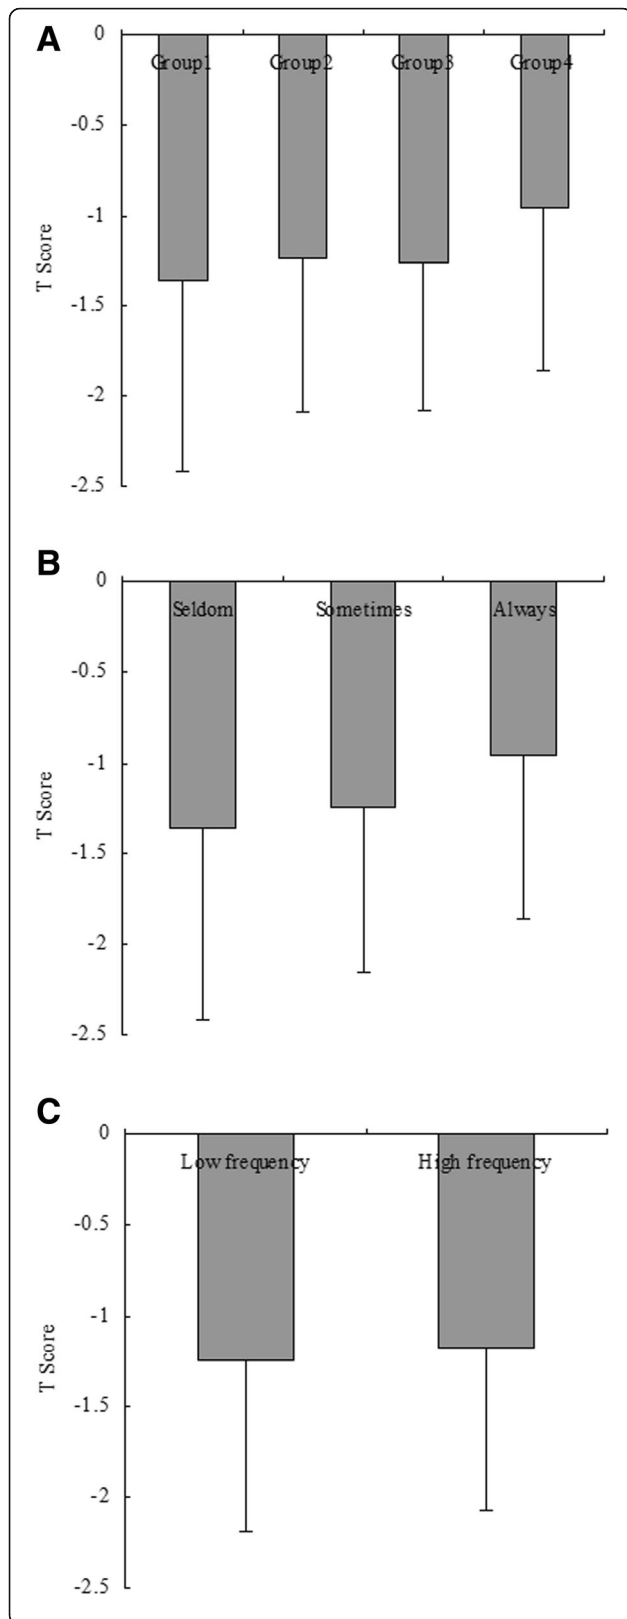 A
0
Group1 Group2 Group3 Group4
-0.5
-1
T Score
-1.5
-2
-2.5
B
0
Seldom Sometimes Always
-0.5
-1
T Score
-1.5
-2
-2.5
C
0
Low frequency High frequency
-0.5
-1
T Score
-1.5
-2
-2.5